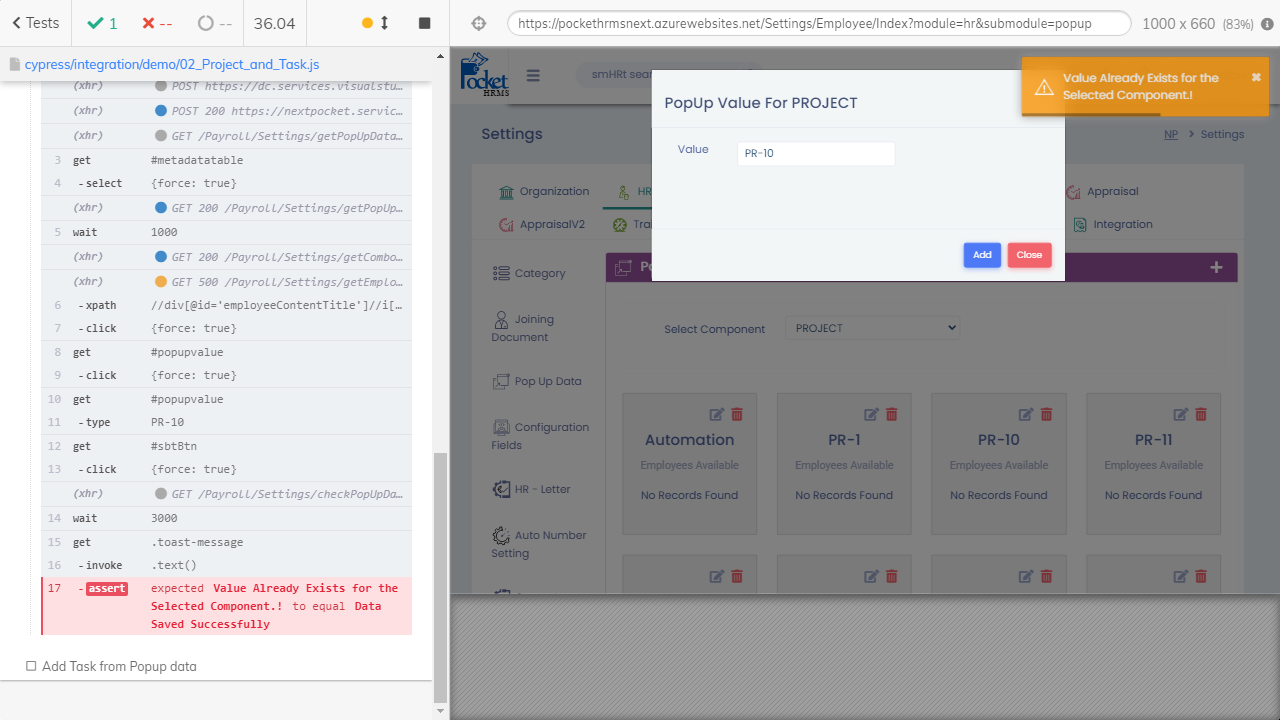 Tests
1
--
--
36.04
https://pockethrmsnext.azurewebsites.net/Settings/Employee/Index?module=hr&submodule=popup
1000 x 660 (83%)
cypress/integration/demo/02_Project_and_Task.js
(xhr) POST https://dc.services.visualstu...
(xhr) POST 200 https://nextpocket.servic...
(xhr) GET /Payroll/Settings/getPopUpData...
3 get #metadatatable
4 -select {force: true}
(xhr) GET 200 /Payroll/Settings/getPopUp...
5 wait 1000
(xhr) GET 200 /Payroll/Settings/getCombo...
(xhr) GET 500 /Payroll/Settings/getEmplo...
6 -xpath //div[@id='employeeContentTitle']//i[...
7 -click {force: true}
8 get #popupvalue
9 -click {force: true}
10 get #popupvalue
11 -type PR-10
12 get #sbtBtn
13 -click {force: true}
(xhr) GET /Payroll/Settings/checkPopUpDa...
14 wait 3000
15 get .toast-message
16 -invoke .text()
17 -assert expected Value Already Exists for the
Selected Component.! to equal Data
Saved Successfully
Add Task from Popup data
Pocket
HRMS
smHRt sear
Value Already Exists for the
Selected Component.!
PopUp Value For PROJECT
Value PR-10
Add Close
Settings
NP > Settings
Organization
HR
Appraisal
AppraisalV2
Trai
Integration
Category
Joining
Document
Pop Up Data
Configuration
Fields
HR - Letter
Auto Number
Setting
Po
Select Component PROJECT
Automation
Employees Available
No Records Found
PR-1
Employees Available
No Records Found
PR-10
Employees Available
No Records Found
PR-11
Employees Available
No Records Found